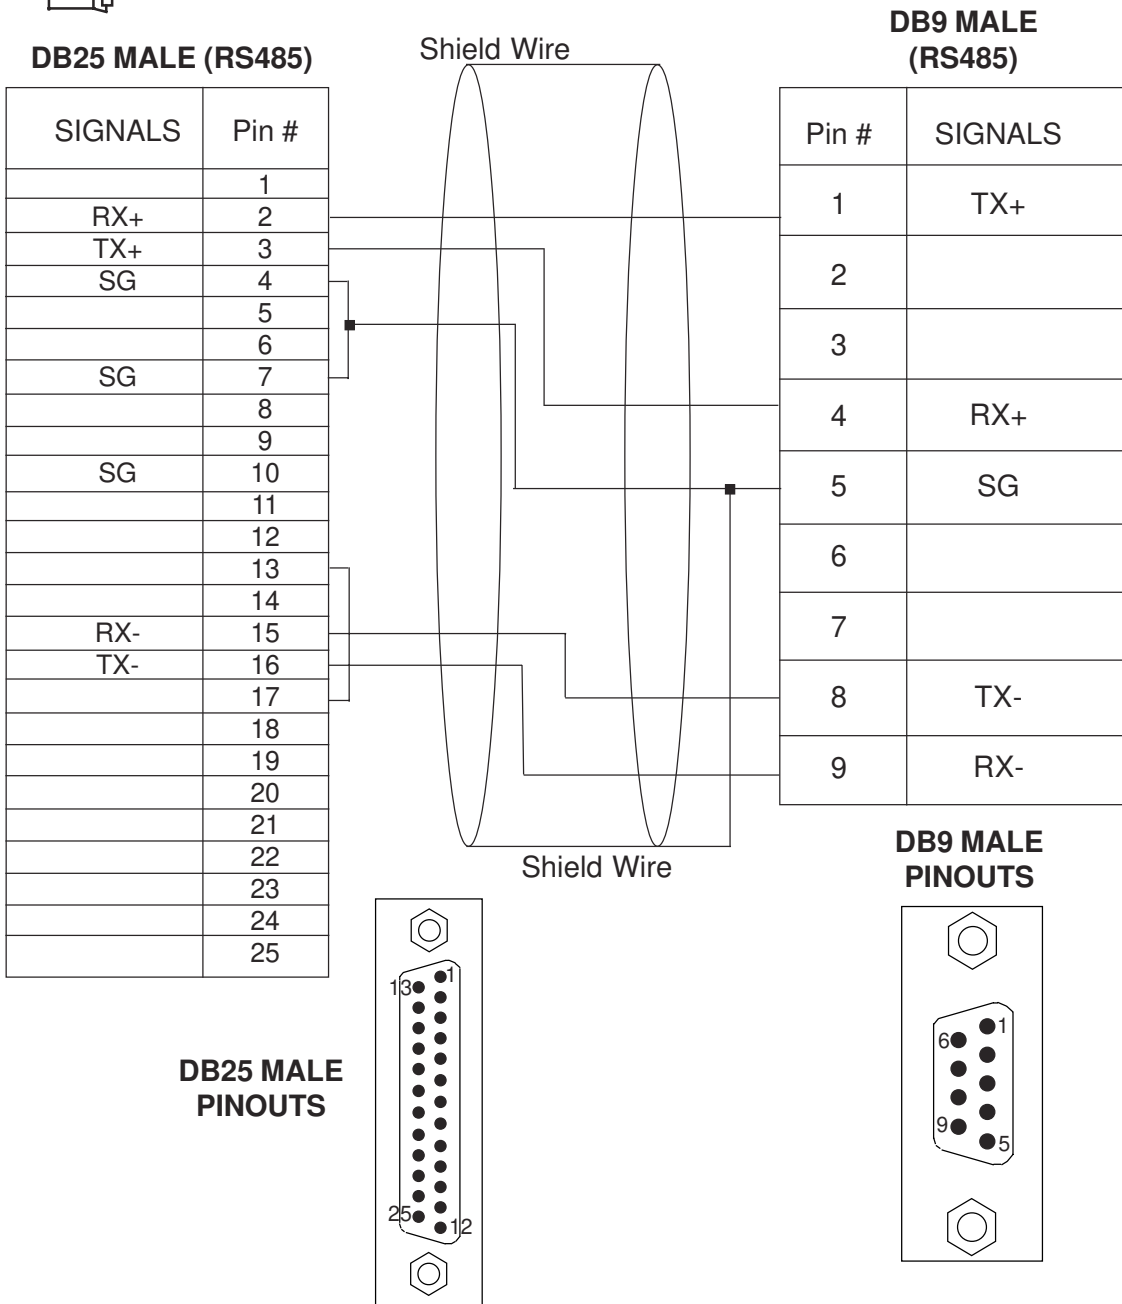 DB25 MALE (RS485)
Shield Wire
DB9 MALE
(RS485)
SIGNALS Pin #
1
RX+ 2
TX+ 3
SG 4
5
6
SG 7
8
9
SG 10
11
12
13
14
RX- 15
TX- 16
17
18
19
20
21
22
23
24
25
Pin # SIGNALS
1 TX+
2
3
4 RX+
5 SG
6
7
8 TX-
9 RX-
Shield Wire
DB9 MALE
PINOUTS
DB25 MALE
PINOUTS
1
13
25
12
1
6
9
5